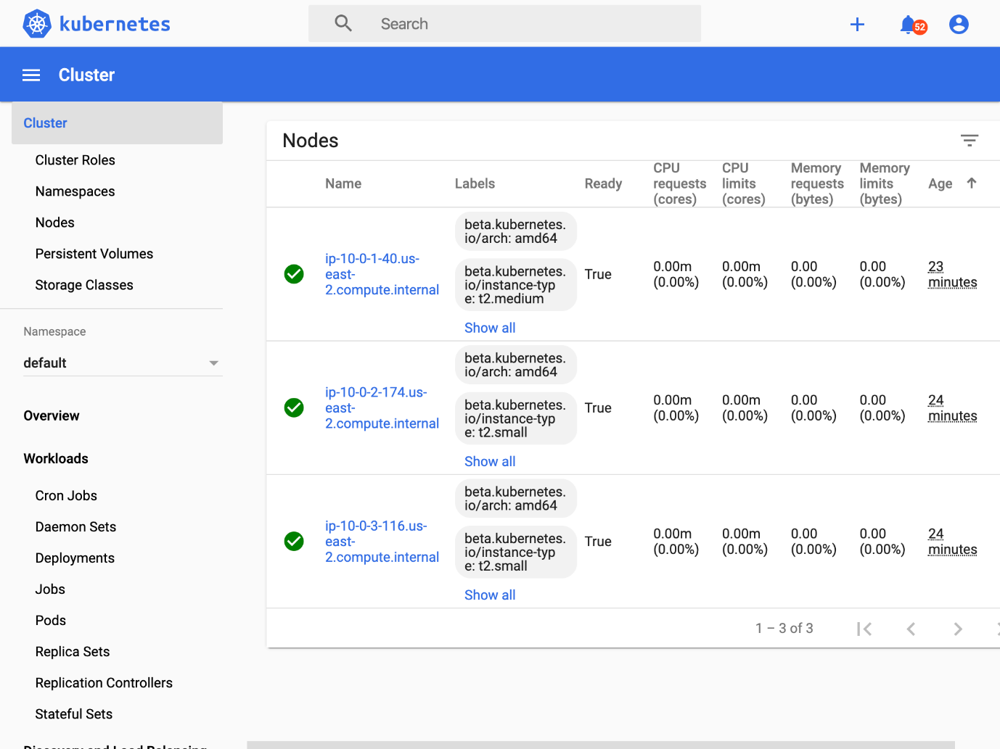 kubernetes
Search
52
Cluster
Cluster
Cluster Roles
Namespaces
Nodes
Persistent Volumes
Storage Classes
Namespace
default
Overview
Workloads
Cron Jobs
Daemon Sets
Deployments
Jobs
Pods
Replica Sets
Replication Controllers
Stateful Sets
Discovery and Load Balancing
Nodes
Name
Labels
Ready
CPU
requests
(cores)
CPU
limits
(cores)
Memory
requests
(bytes)
Memory
limits
(bytes)
Age
ip-10-0-1-40.us-
east-
2.compute.internal
beta.kubernetes.
io/arch: amd64
beta.kubernetes.
io/instance-typ
e: t2.medium
Show all
True
0.00m
(0.00%)
0.00m
(0.00%)
0.00
(0.00%)
0.00
(0.00%)
23
minutes
ip-10-0-2-174.us-
east-
2.compute.internal
beta.kubernetes.
io/arch: amd64
beta.kubernetes.
io/instance-typ
e: t2.small
Show all
True
0.00m
(0.00%)
0.00m
(0.00%)
0.00
(0.00%)
0.00
(0.00%)
24
minutes
ip-10-0-3-116.us-
east-
2.compute.internal
beta.kubernetes.
io/arch: amd64
beta.kubernetes.
io/instance-typ
e: t2.small
Show all
True
0.00m
(0.00%)
0.00m
(0.00%)
0.00
(0.00%)
0.00
(0.00%)
24
minutes
1 – 3 of 3